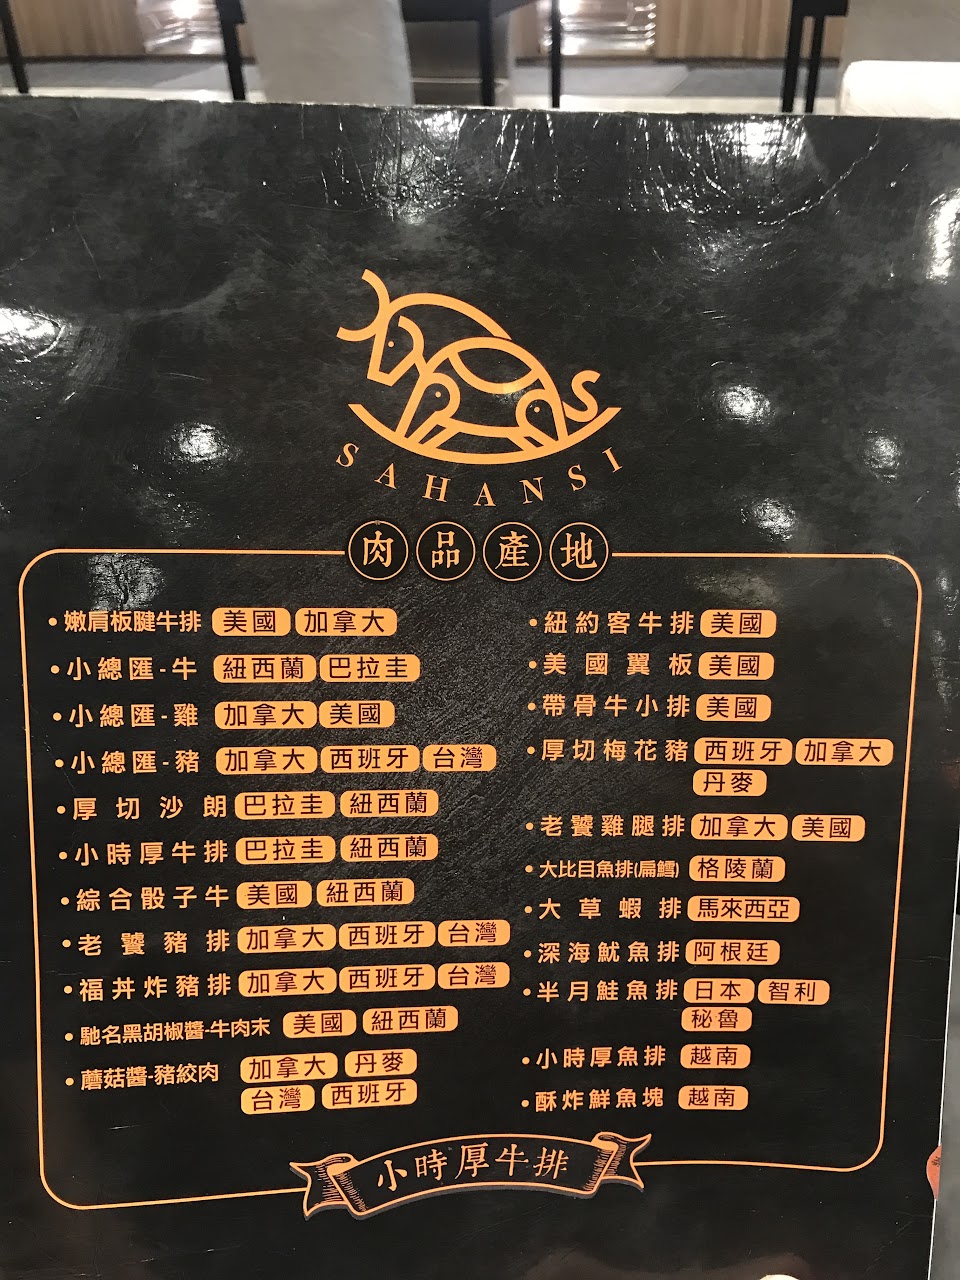 SAHANSI
肉品產地
•嫩肩板腱牛排 美國 加拿大
•小總匯-牛 紐西蘭 巴拉圭
•小總匯-雞 加拿大 美國
•小總匯-豬 加拿大 西班牙 台灣
•厚切沙朗 巴拉圭 紐西蘭
•小時厚牛排 巴拉圭 紐西蘭
•綜合骰子牛 美國 紐西蘭
•老饕豬排 加拿大 西班牙 台灣
•福丼炸豬排 加拿大 西班牙 台灣
•馳名黑胡椒醬-牛肉末 美國 紐西蘭
•蘑菇醬-豬絞肉 加拿大 丹麥
台灣 西班牙
•紐約客牛排 美國
•美國翼板 美國
•帶骨牛小排 美國
•厚切梅花豬 西班牙 加拿大
丹麥
•老饕雞腿排 加拿大 美國
•大比目魚排(扁鱈) 格陵蘭
•大草蝦排 馬來西亞
•深海魷魚排 阿根廷
•半月鮭魚排 日本 智利
秘魯
•小時厚魚排 越南
•酥炸鮮魚塊 越南
小時厚牛排